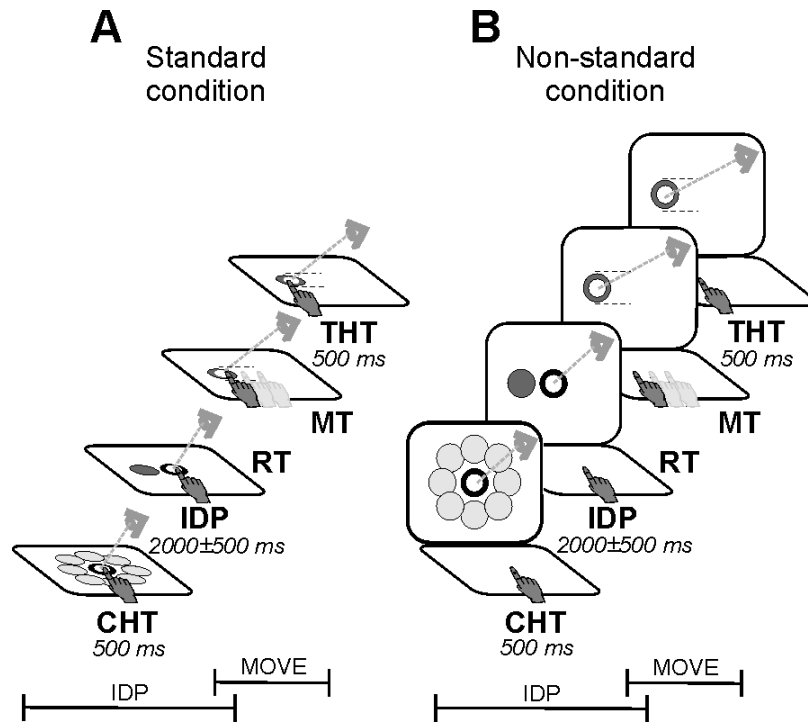 A
Standard
condition
THT
500 ms
MT
RT
IDP
2000±500 ms
CHT
500 ms
MOVE
IDP
B
Non-standard
condition
THT
500 ms
MT
RT
IDP
2000±500 ms
CHT
500 ms
MOVE
IDP